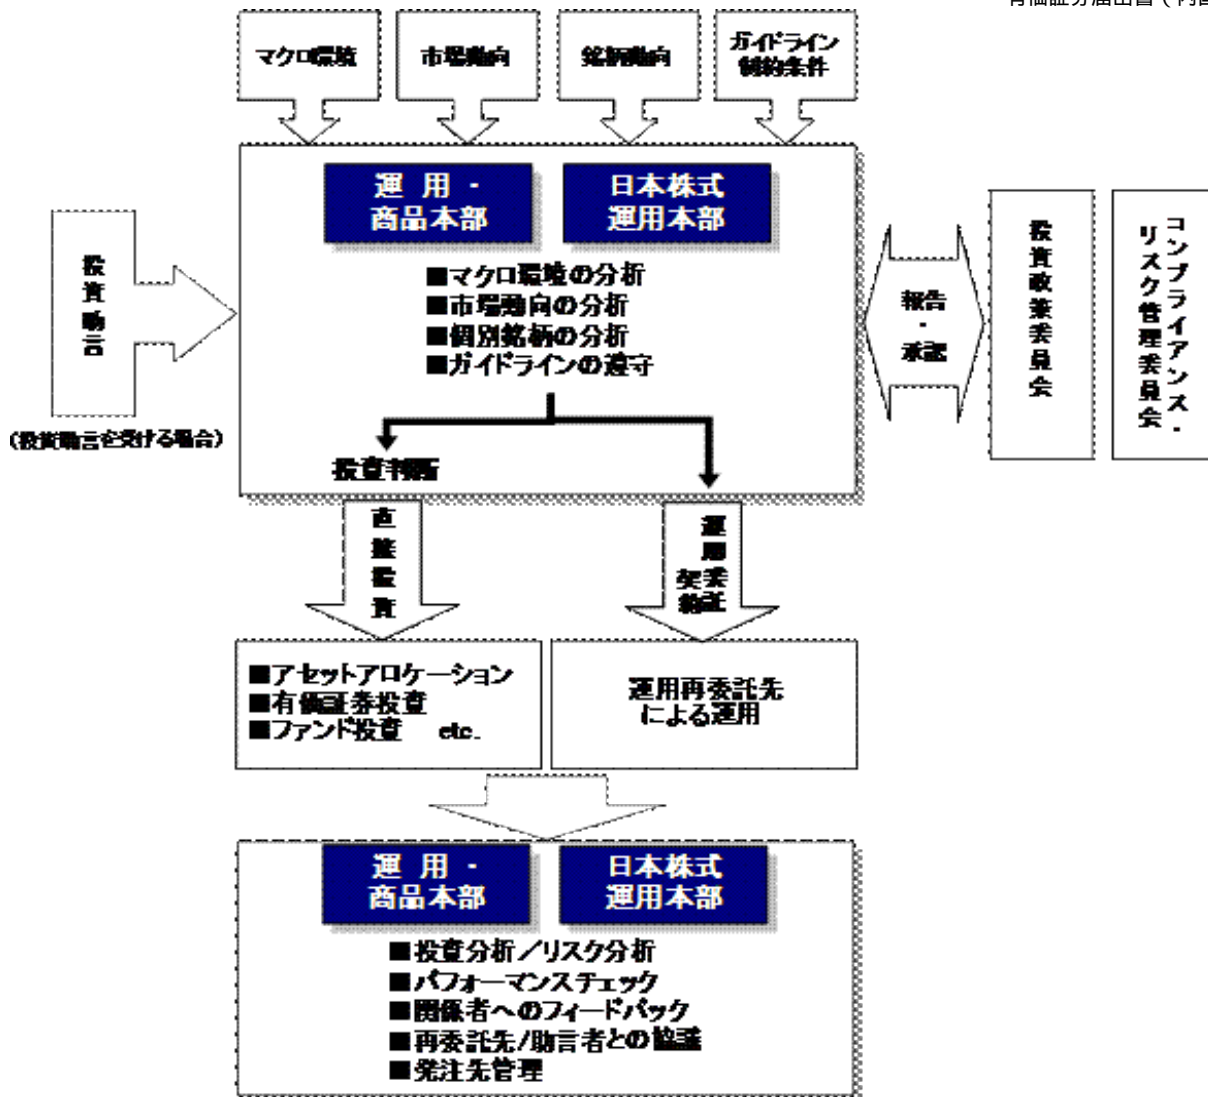 有価証券届出書（内国
マクロ環境
市場動向
銘柄動向
ガイドライン
制約条件
運 用 ・
商品本部
日本株式
運用本部
■マクロ環境の分析
■市場動向の分析
■個別銘柄の分析
■ガイドラインの遵守
投資助言
(投資助言を受ける場合)
報告
・
承認
投資政策委員会
コンプライアンス・
リスク管理委員会
投資判断
直接投資
運用委託
契約
■アセットアロケーション
■有価証券投資
■ファンド投資 etc.
運用再委託先
による運用
運 用 ・
商品本部
日本株式
運用本部
■投資分析／リスク分析
■パフォーマンスチェック
■関係者へのフィードバック
■再委託先/助言者との協議
■発注先管理